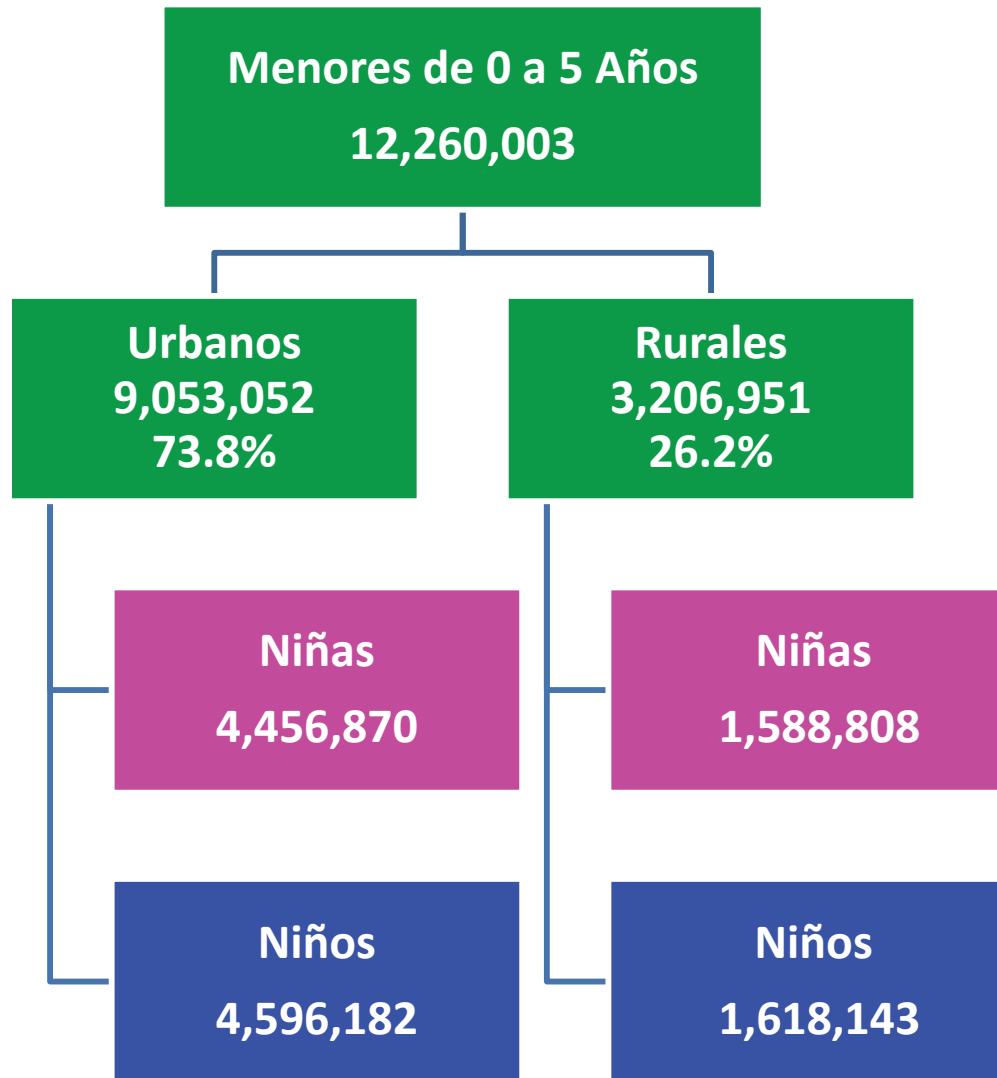 Menores de 0 a 5 Años
12,260,003
Urbanos
9,053,052
73.8%
Rurales
3,206,951
26.2%
Niñas
4,456,870
Niñas
1,588,808
Niños
4,596,182
Niños
1,618,143